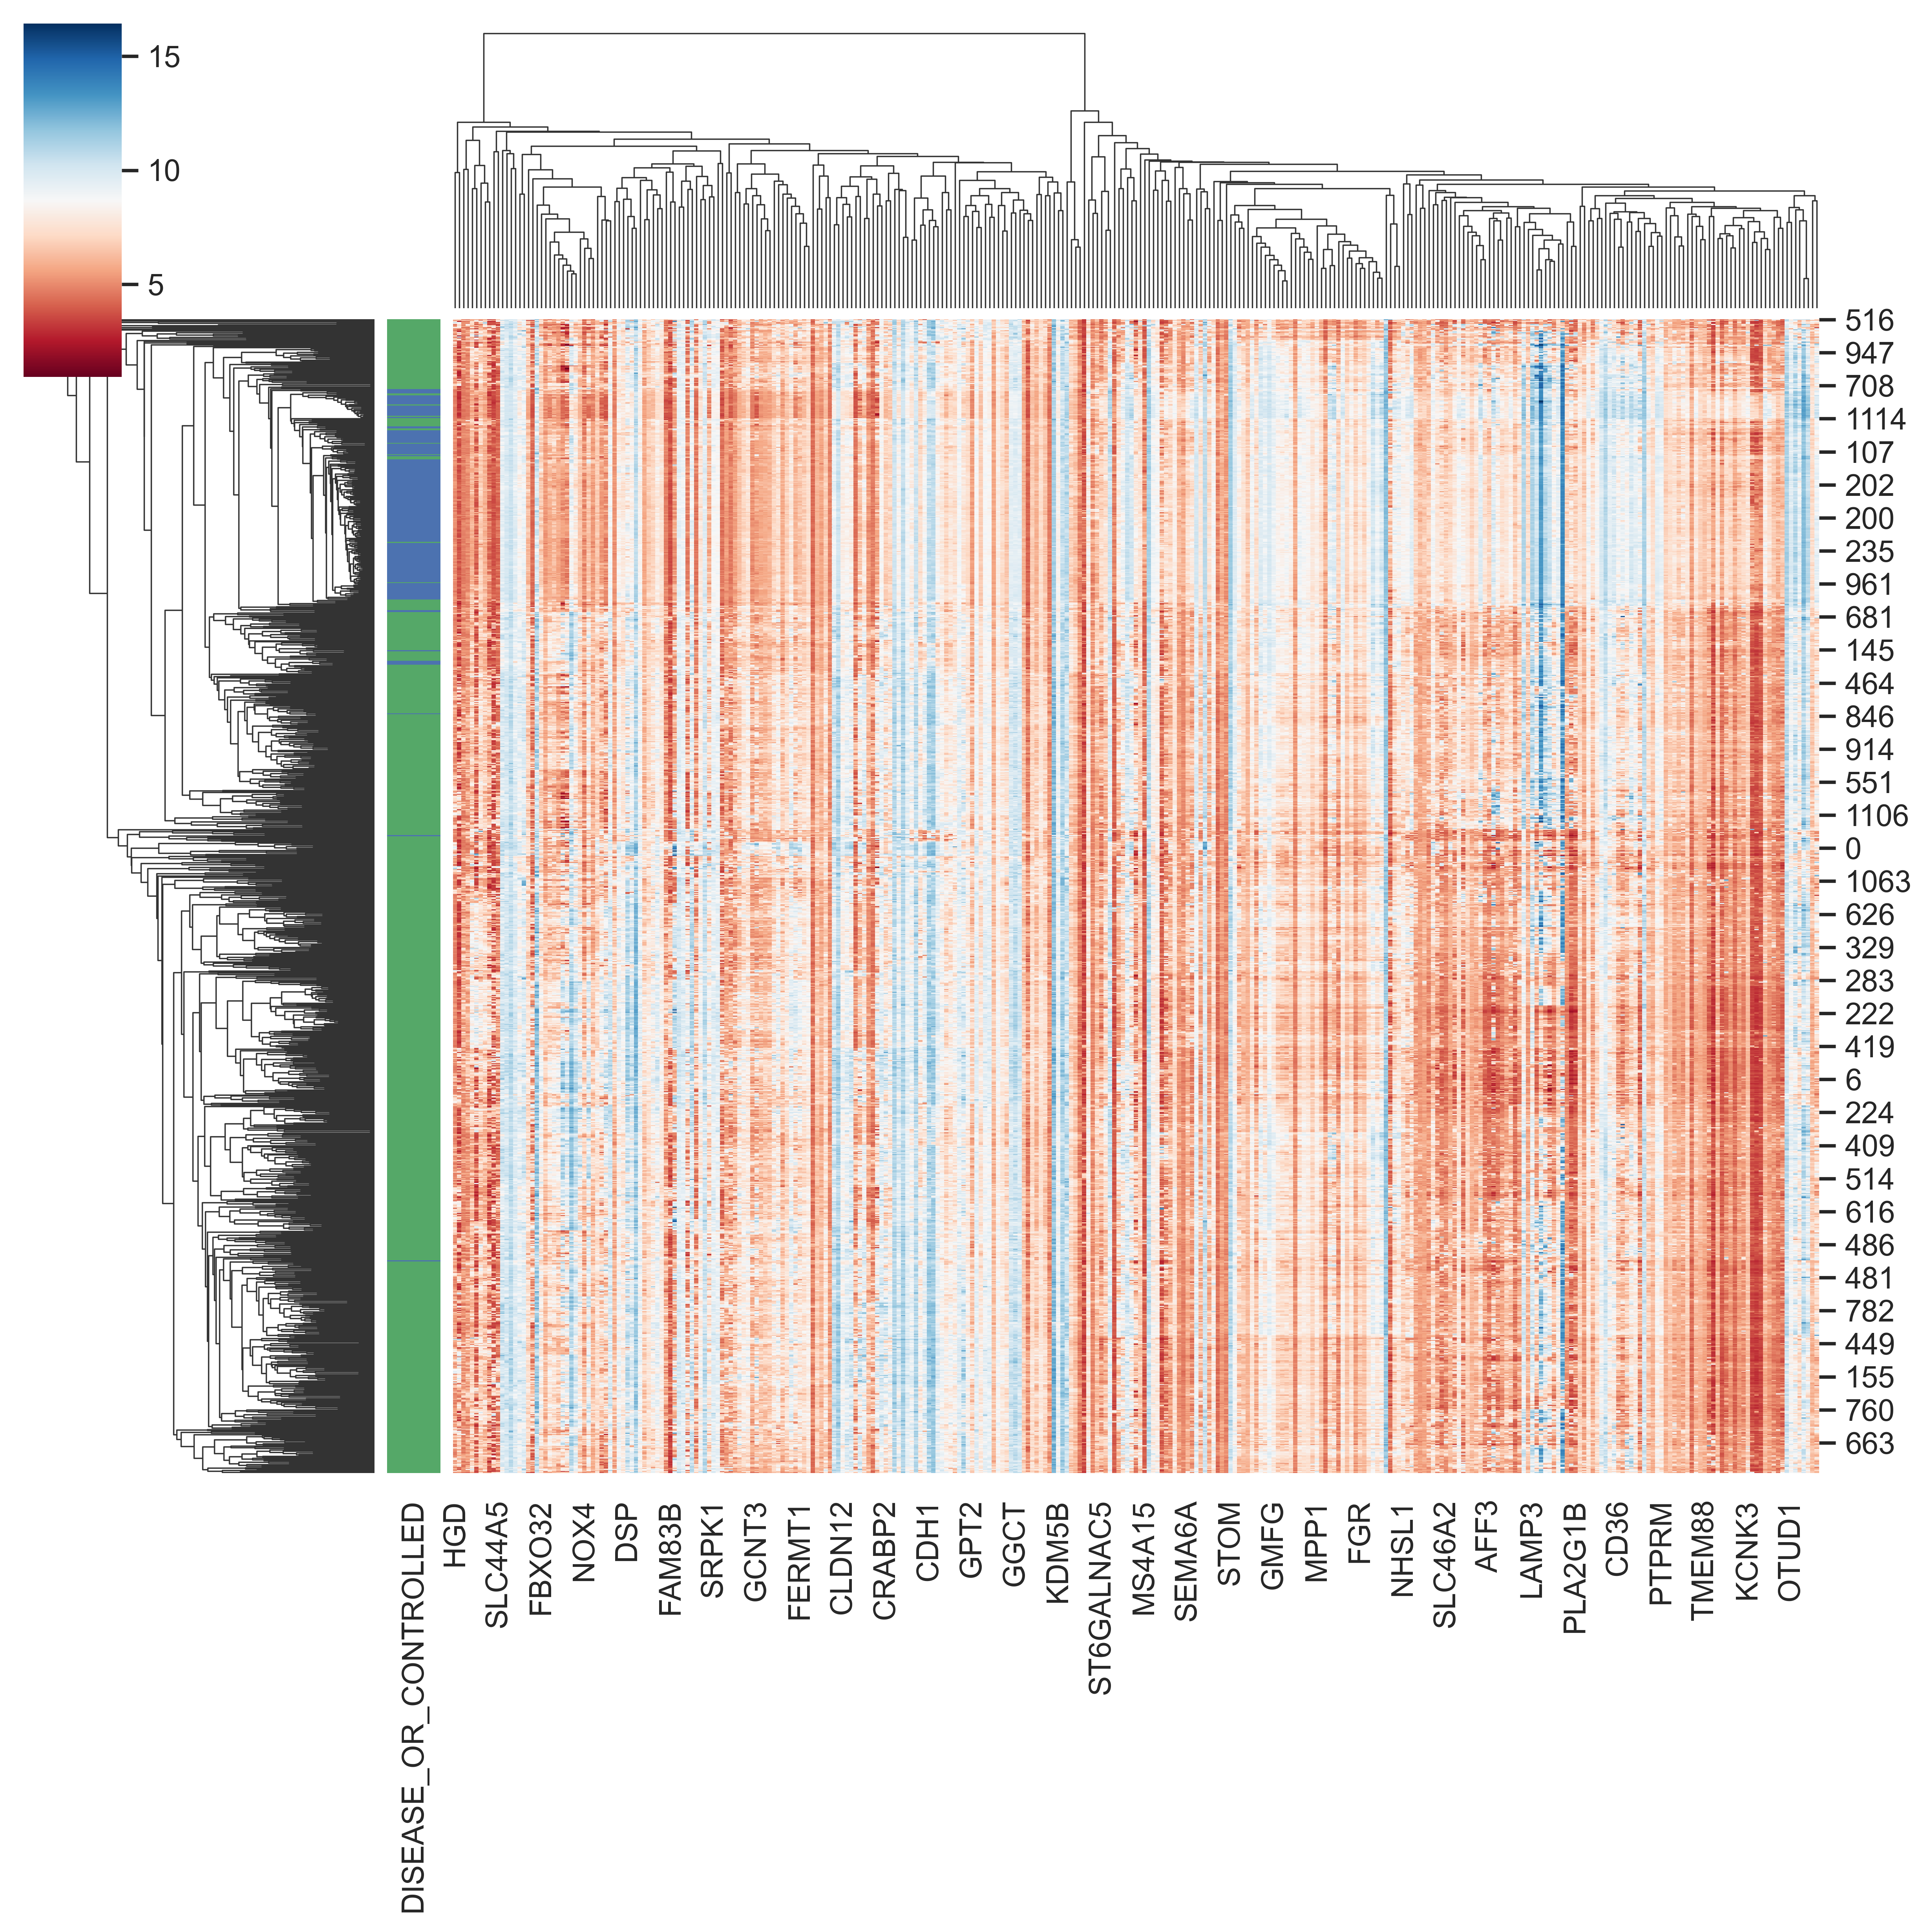 15
10
5
516
947
708
1114
107
202
200
235
961
681
145
464
846
914
551
1106
0
1063
626
329
283
222
419
6
224
409
514
616
486
481
782
449
155
760
663
DISEASE_OR_CONTROLLED
HGD
SLC44A5
FBXO32
NOX4
DSP
FAM83B
SRPK1
GCNT3
FERMT1
CLDN12
CRABP2
CDH1
GPT2
GGCT
KDM5B
ST6GALNAC5
MS4A15
SEMA6A
STOM
GMFG
MPP1
FGR
NHSL1
SLC46A2
AFF3
LAMP3
PLA2G1B
CD36
PTPRM
TMEM88
KCNK3
OTUD1